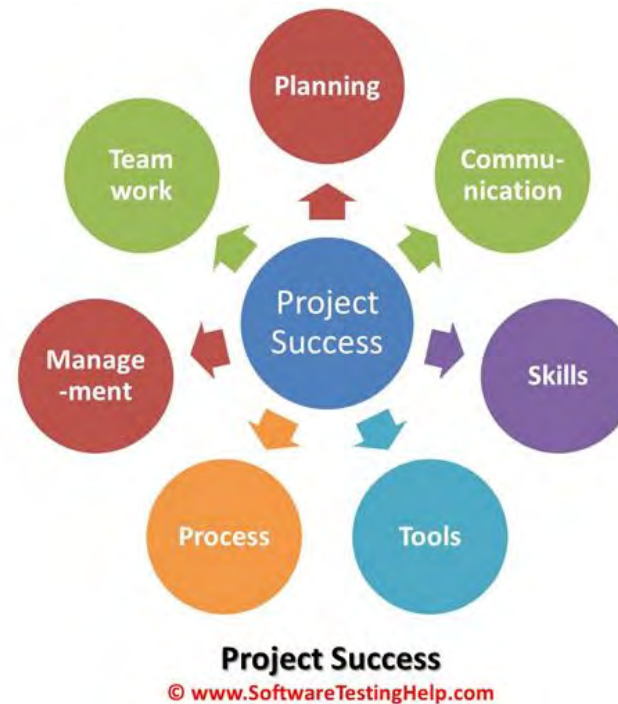 Planning
Commu-
nication
Skills
Tools
Process
Manage
-ment
Team
work
Project
Success
Project Success
© www.SoftwareTestingHelp.com